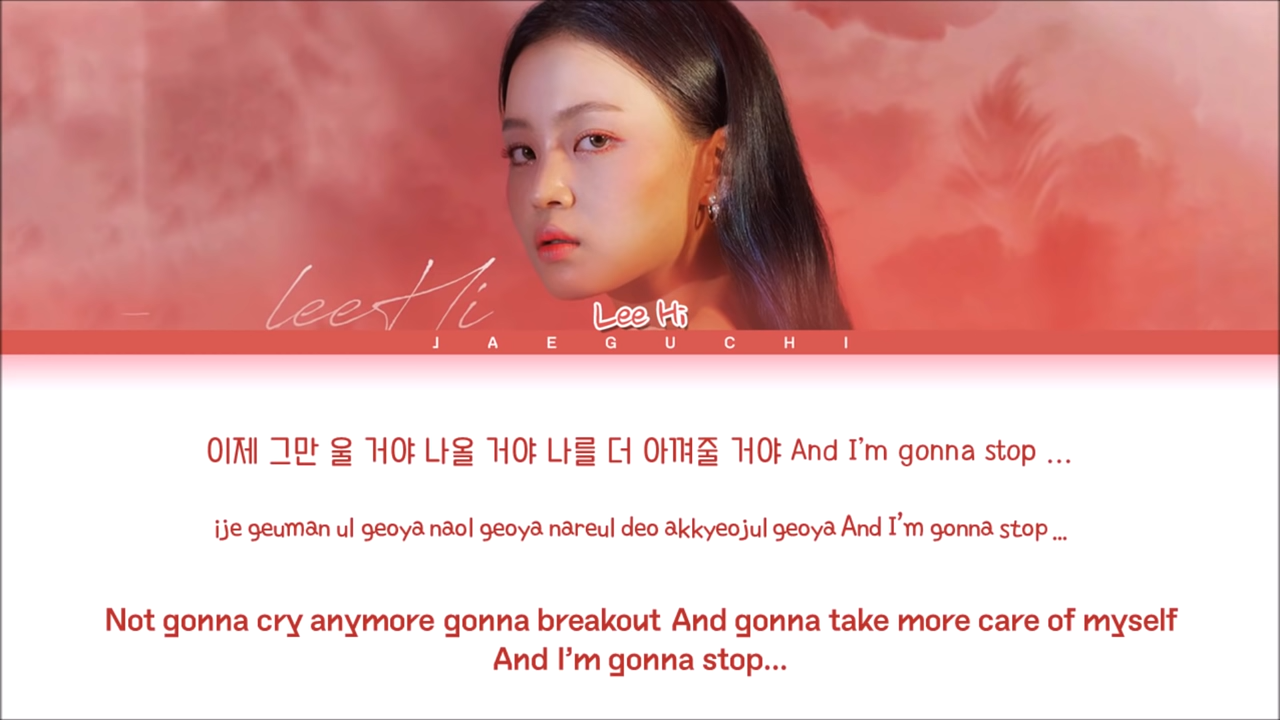 leeHi
Lee Hi
JAEGUCHI
이제 그만 울 거야 나올 거야 나를 더 아껴줄 거야 And I'm gonna stop ...
ije geuman ul geoya naol geoya nareul deo akkyeojul geoya And I'm gonna stop ...
Not gonna cry anymore gonna breakout And gonna take more care of myself
And I'm gonna stop...